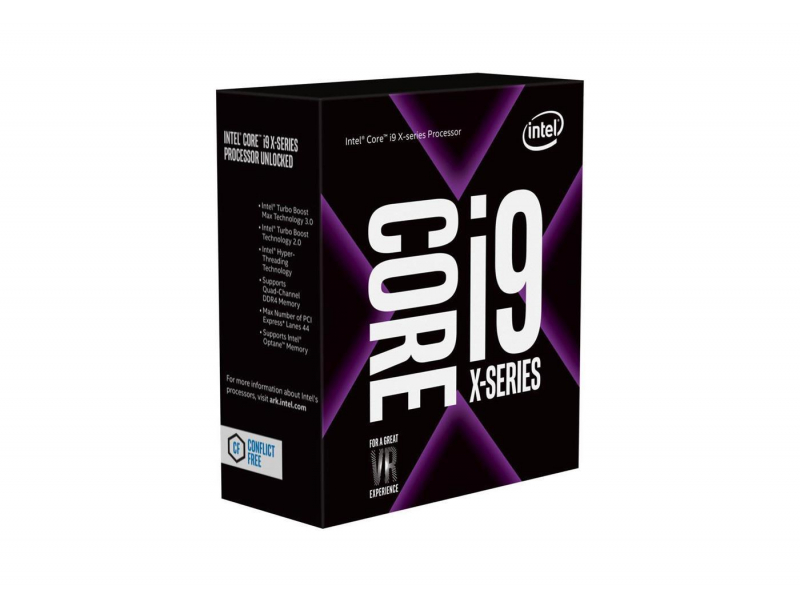 INTEL® CORE™ i9 X-SERIES
PROCESSOR UNLOCKED
• Intel® Turbo Boost
Max Technology 3.0
• Intel® Turbo Boost
Technology 2.0
• Intel® Hyper-
Threading
Technology
• Supports
Quad-Channel
DDR4 Memory
• Max Number of PCI
Express® Lanes 44
• Supports Intel®
Optane™ Memory
For more information about Intel's
processors, visit ark.intel.com
CF
CONFLICT
FREE
Intel® Core™ i9 X-series Processor
intel®
CORE
i9
X-SERIES
FOR A GREAT
VR
EXPERIENCE